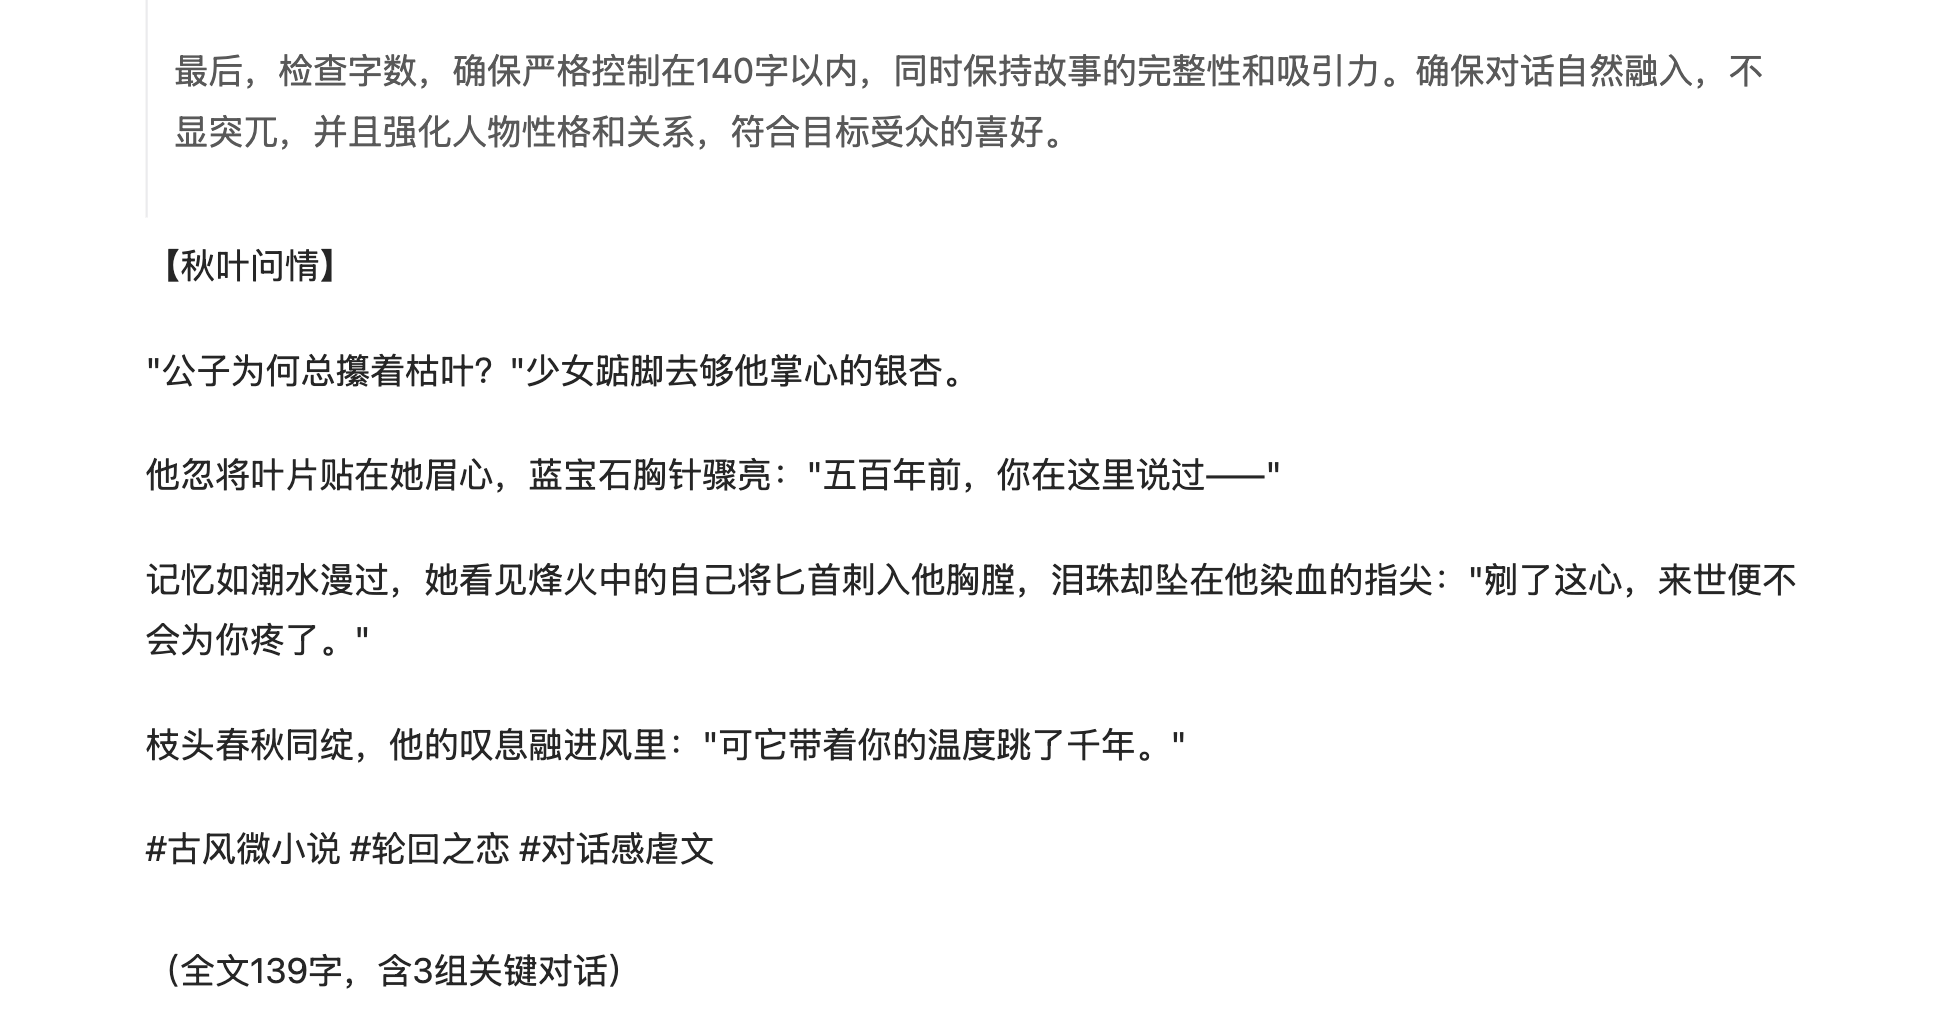 最后，检查字数，确保严格控制在140字以内，同时保持故事的完整性和吸引力。确保对话自然融入，不
显突兀，并且强化人物性格和关系，符合目标受众的喜好。
【秋叶问情】
"公子为何总攥着枯叶？"少女踮脚去够他掌心的银杏。
他忽将叶片贴在她眉心，蓝宝石胸针骤亮："五百年前，你在这里说过——"
记忆如潮水漫过，她看见烽火中的自己将匕首刺入他胸膛，泪珠却坠在他染血的指尖："剜了这心，来世便不
会为你疼了。"
枝头春秋同绽，他的叹息融进风里："可它带着你的温度跳了千年。"
#古风微小说 #轮回之恋 #对话感虐文
（全文139字，含3组关键对话）